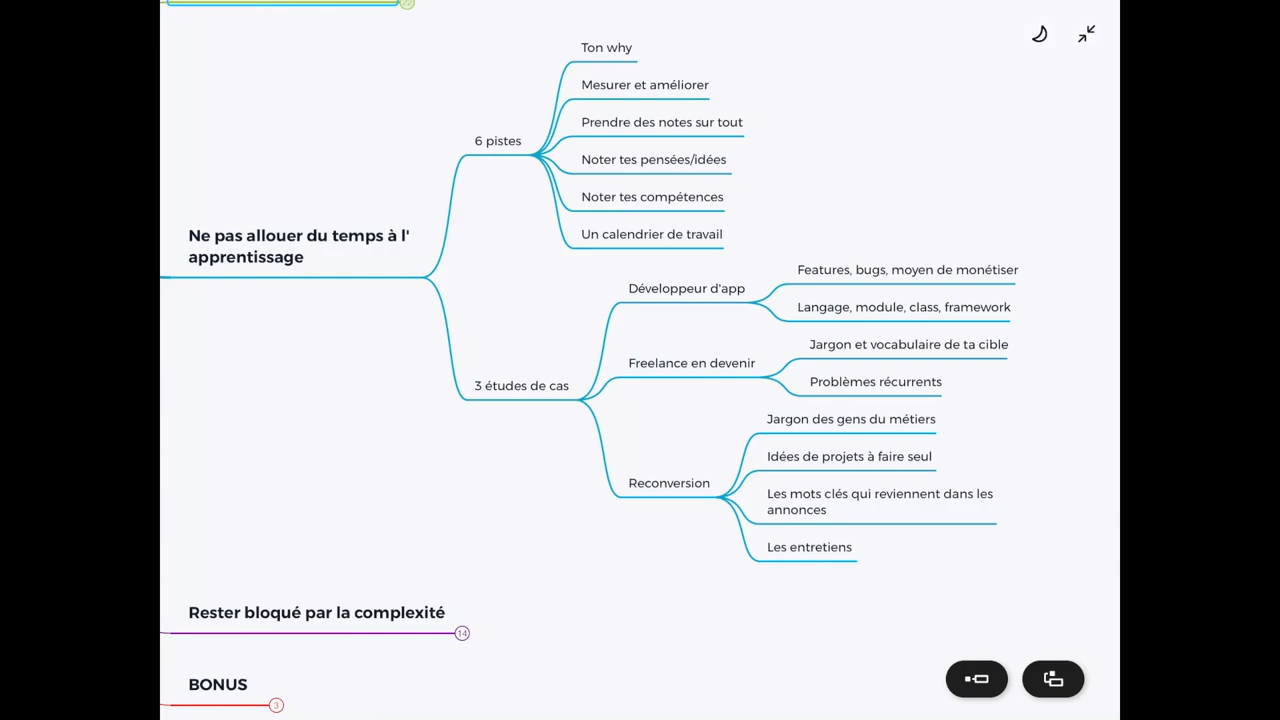 Ton why
Mesurer et améliorer
Prendre des notes sur tout
6 pistes
Noter tes pensées/idées
Noter tes compétences
Un calendrier de travail
Ne pas allouer du temps à l'
apprentissage
Features, bugs, moyen de monétiser
Développeur d'app
Langage, module, class, framework
Jargon et vocabulaire de ta cible
Freelance en devenir
Problèmes récurrents
3 études de cas
Jargon des gens du métiers
Idées de projets à faire seul
Reconversion
Les mots clés qui reviennent dans les
annonces
Les entretiens
Rester bloqué par la complexité
14
BONUS
3